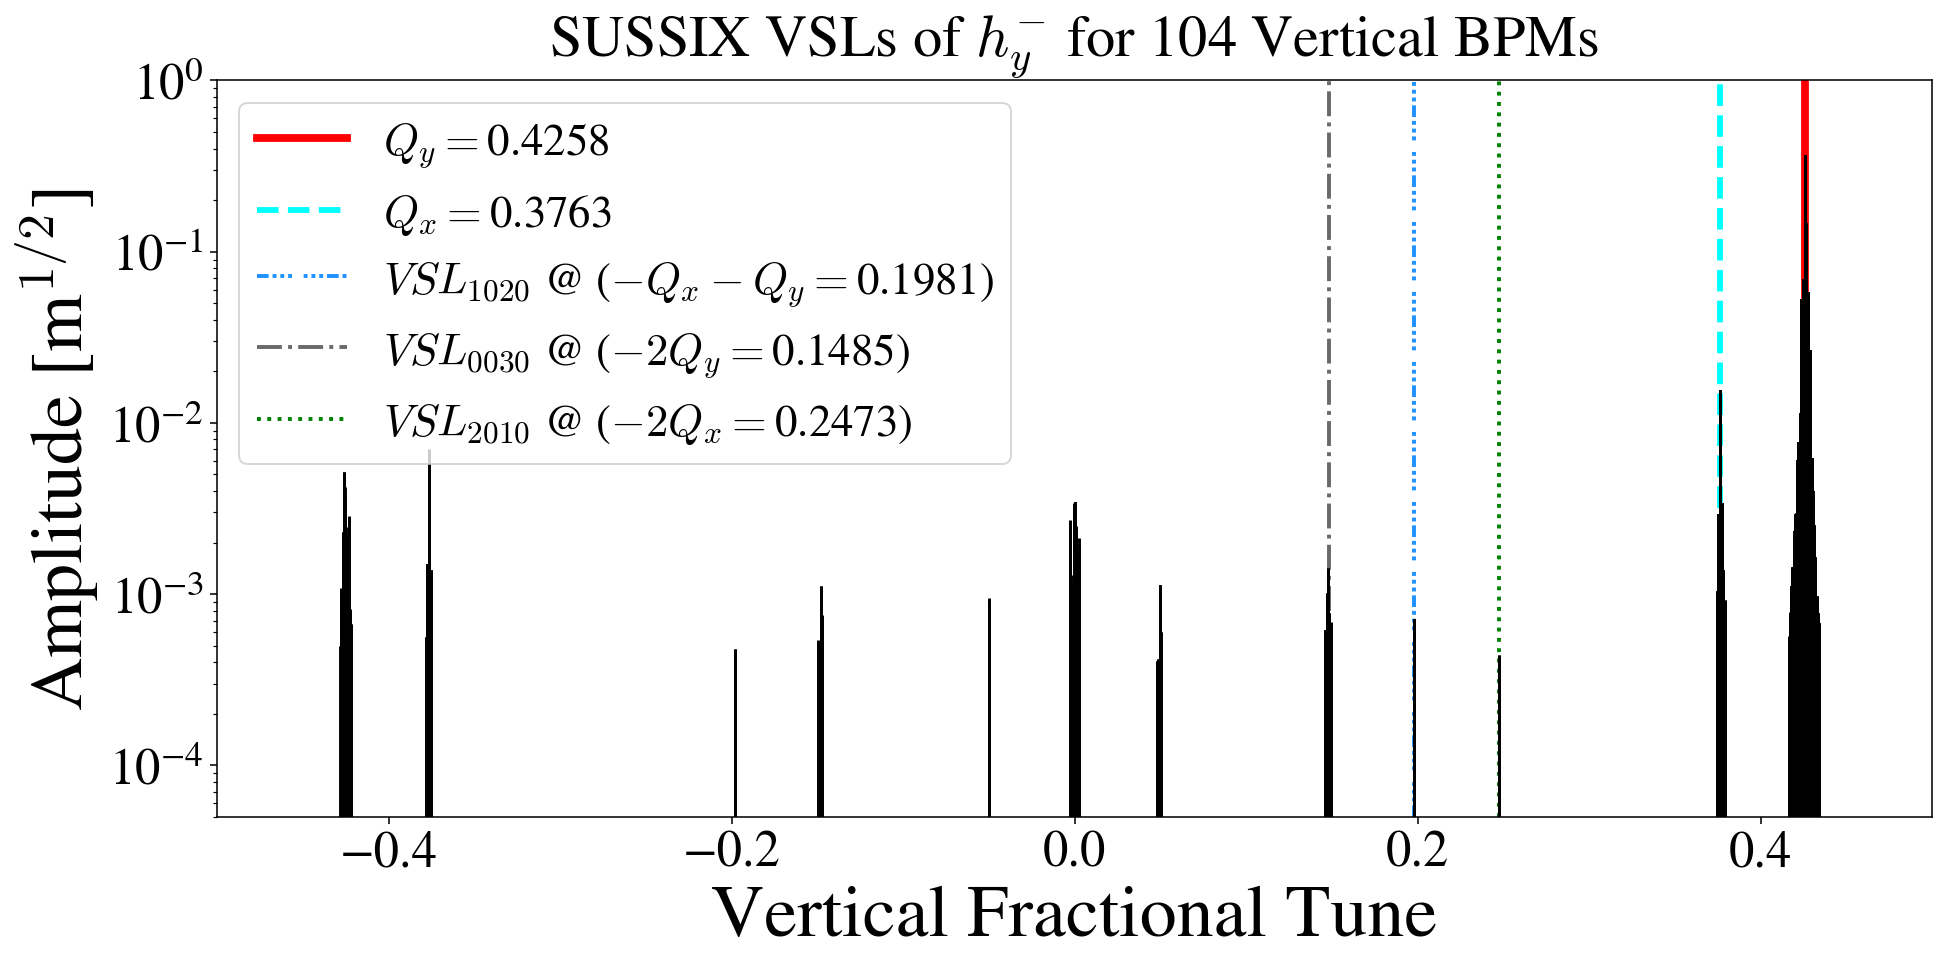 SUSSIX VSLs of $h_y^-$ for 104 Vertical BPMs
Amplitude [m$^{1/2}$]
10$^0$
10$^{-1}$
10$^{-2}$
10$^{-3}$
10$^{-4}$
$Q_y = 0.4258$
$Q_x = 0.3763$
$VSL_{1020}$ @ ($-Q_x - Q_y = 0.1981$)
$VSL_{0030}$ @ ($-2Q_y = 0.1485$)
$VSL_{2010}$ @ ($-2Q_x = 0.2473$)
−0.4 −0.2 0.0 0.2 0.4
Vertical Fractional Tune